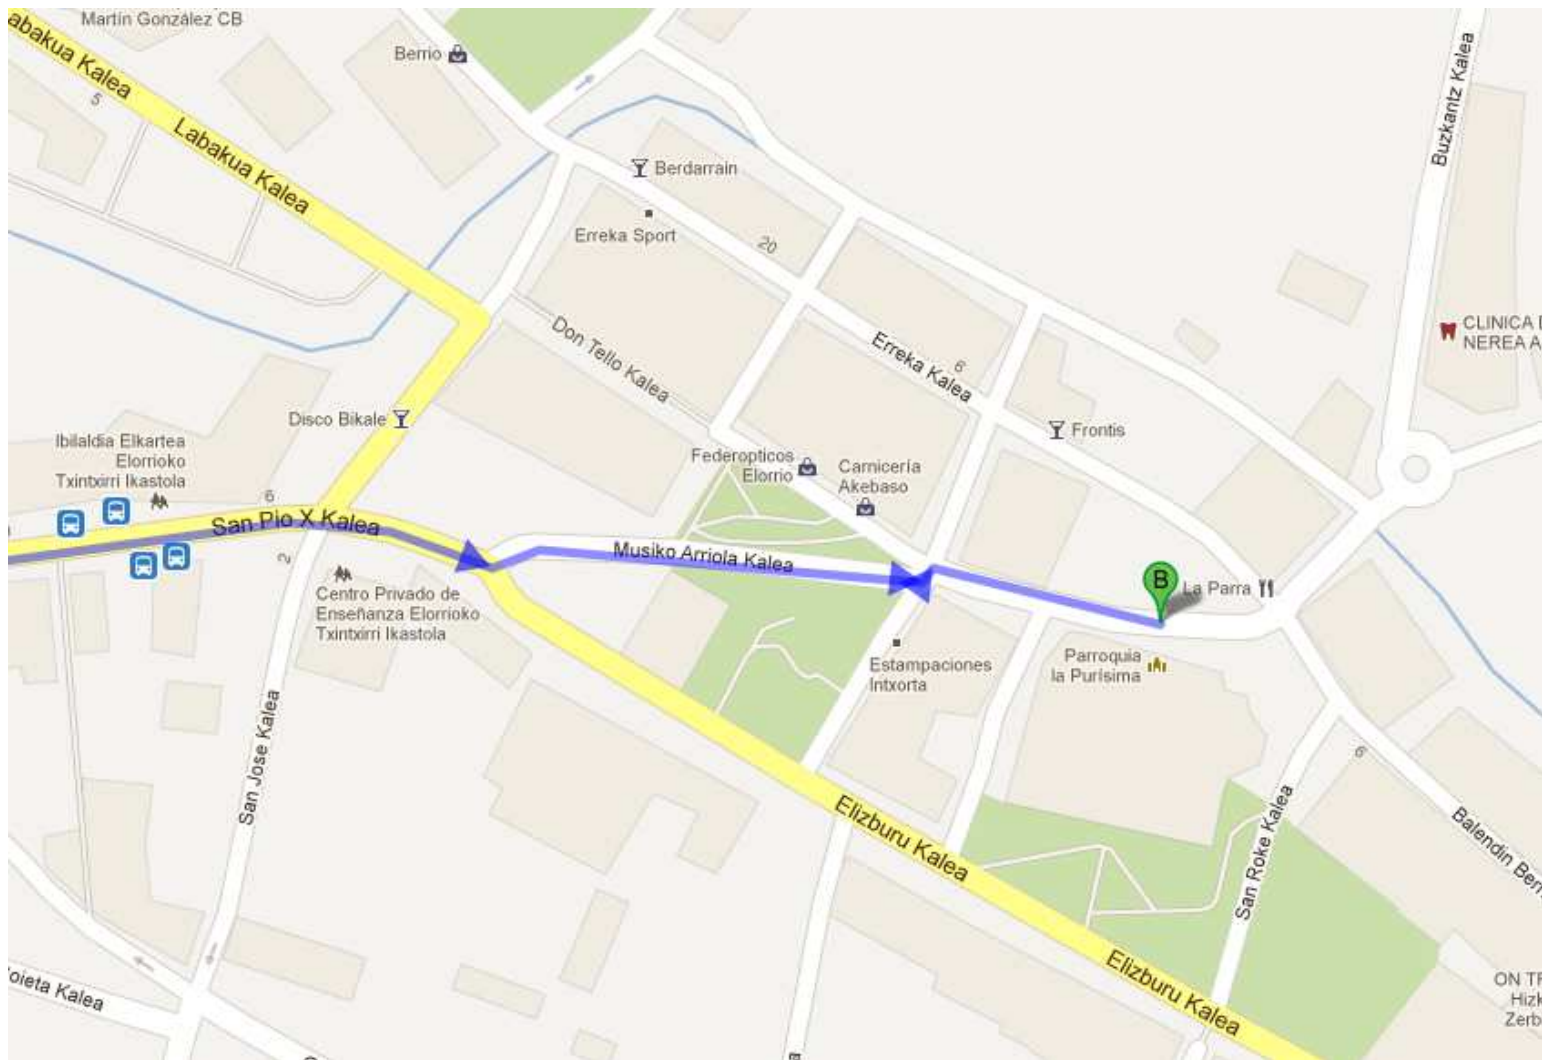 Martín González CB
Labakua Kalea
5
Labakua Kalea
Berrio
Buzkantz Kalea
Berdarrain
Erreka Sport
20
Don Tello Kalea
Erreka Kalea
6
CLINICA
NEREA A
Disco Bikale
Frontis
Ibilaldia Elkartea
Elorrioko
Txintxirri Ikastola
Federopticos
Elorrio
Carnicería
Akebaso
6
San Pio X Kalea
2
Musiko Arriola Kalea
B
La Parra
Centro Privado de
Enseñanza Elorrioko
Txintxirri Ikastola
Estampaciones
Intxorta
Parroquia
la Purísima
San Jose Kalea
6
Elizburu Kalea
San Roke Kalea
Balendin Berr
Elizburu Kalea
oieta Kalea
ON TR
Hizk
Zerb